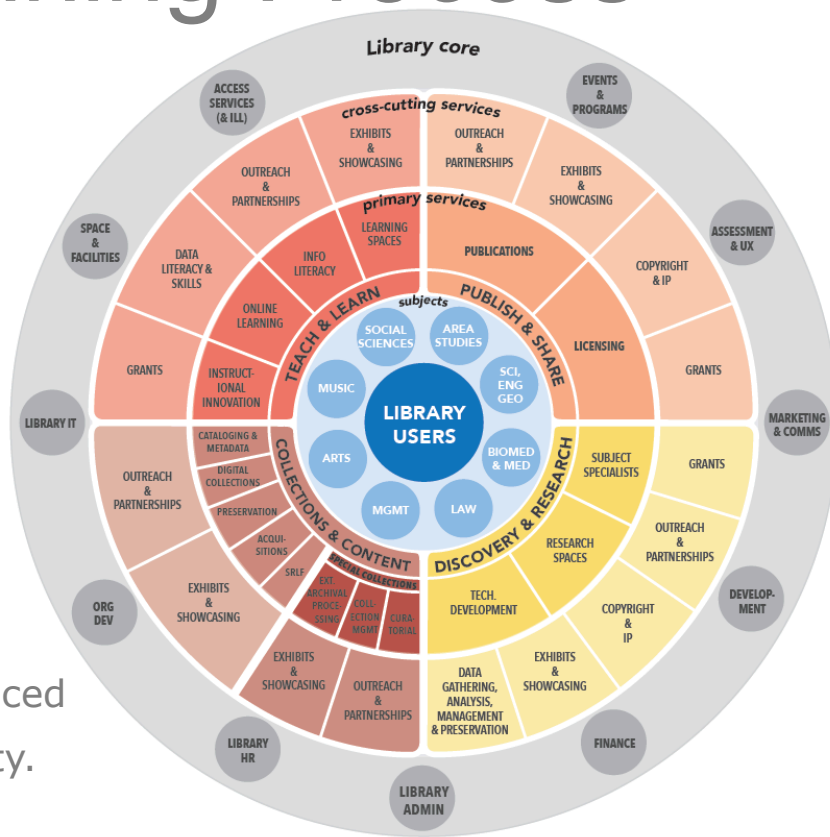 ining Process
Library core
ACCESS
SERVICES
(& ILL)
EVENTS
&
PROGRAMS
SPACE
&
FACILITIES
ASSESSMENT
& UX
LIBRARY IT
MARKETING
& COMMS
ORG
DEV
DEVELOP-
MENT
LIBRARY
HR
FINANCE
LIBRARY
ADMIN
cross-cutting services
EXHIBITS
&
SHOWCASING
OUTREACH
&
PARTNERSHIPS
DATA
LITERACY &
SKILLS
GRANTS
OUTREACH
&
PARTNERSHIPS
EXHIBITS
&
SHOWCASING
COPYRIGHT
& IP
GRANTS
primary services
LEARNING
SPACES
INFO
LITERACY
ONLINE
LEARNING
INSTRUCT-
IONAL
INNOVATION
PUBLICATIONS
LICENSING
TEACH & LEARN
PUBLISH & SHARE
subjects
SOCIAL
SCIENCES
AREA
STUDIES
MUSIC
SCI,
ENG
GEO
LIBRARY
USERS
ARTS
BIOMED
& MED
MGMT
LAW
COLLECTIONS & CONTENT
DISCOVERY & RESEARCH
CATALOGING &
METADATA
DIGITAL
COLLECTIONS
PRESERVATION
ACQUI-
SITIONS
SRLF
SPECIAL COLLECTIONS
EXT.
ARCHIVAL
PROCE-
SSING
COLL-
ECTION
MGMT
CURA-
TORIAL
SUBJECT
SPECIALISTS
RESEARCH
SPACES
TECH.
DEVELOPMENT
OUTREACH
&
PARTNERSHIPS
EXHIBITS
&
SHOWCASING
EXHIBITS
&
SHOWCASING
OUTREACH
&
PARTNERSHIPS
GRANTS
OUTREACH
&
PARTNERSHIPS
COPYRIGHT
&
IP
EXHIBITS
&
SHOWCASING
DATA
GATHERING,
ANALYSIS,
MANAGEMENT
& PRESERVATION
ced
ty.